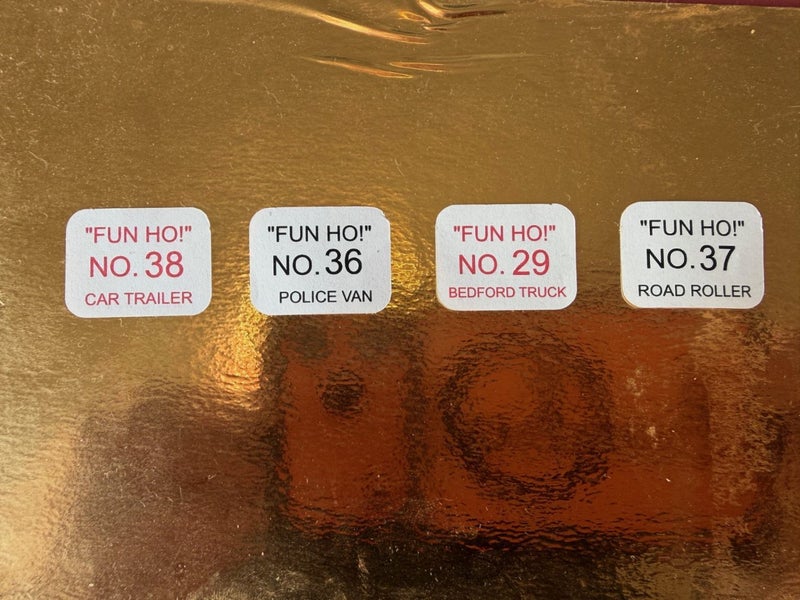 "FUN HO!"
NO. 38
CAR TRAILER
"FUN HO!"
NO. 36
POLICE VAN
"FUN HO!"
NO. 29
BEDFORD TRUCK
"FUN HO!"
NO. 37
ROAD ROLLER